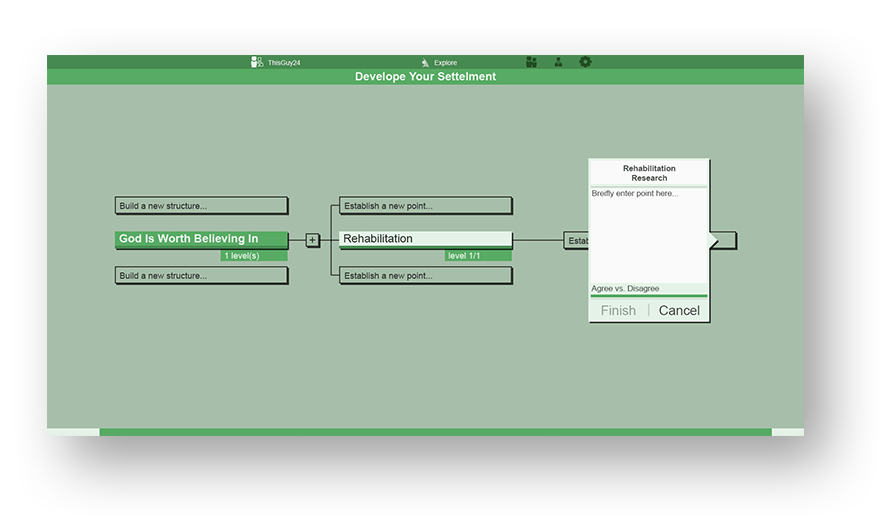 ThisGuy24
Explore
Develope Your Settelment
Build a new structure...
God Is Worth Believing In
1 level(s)
Build a new structure...
+
Establish a new point...
Rehabilitation
level 1/1
Establish a new point...
Estab
Rehabilitation
Research
Breifly enter point here...
Agree vs. Disagree
Finish | Cancel